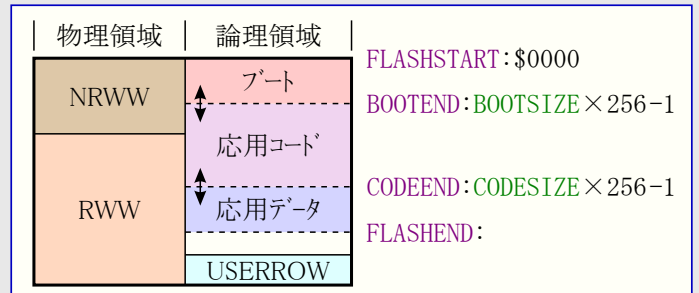 物理領域 論理領域
FLASHSTART:$0000
NRWW
ブート
BOOTEND:BOOTSIZE×256-1
応用コード
CODEEND:CODESIZE×256-1
RWW
応用データ
FLASHEND:
USERROW